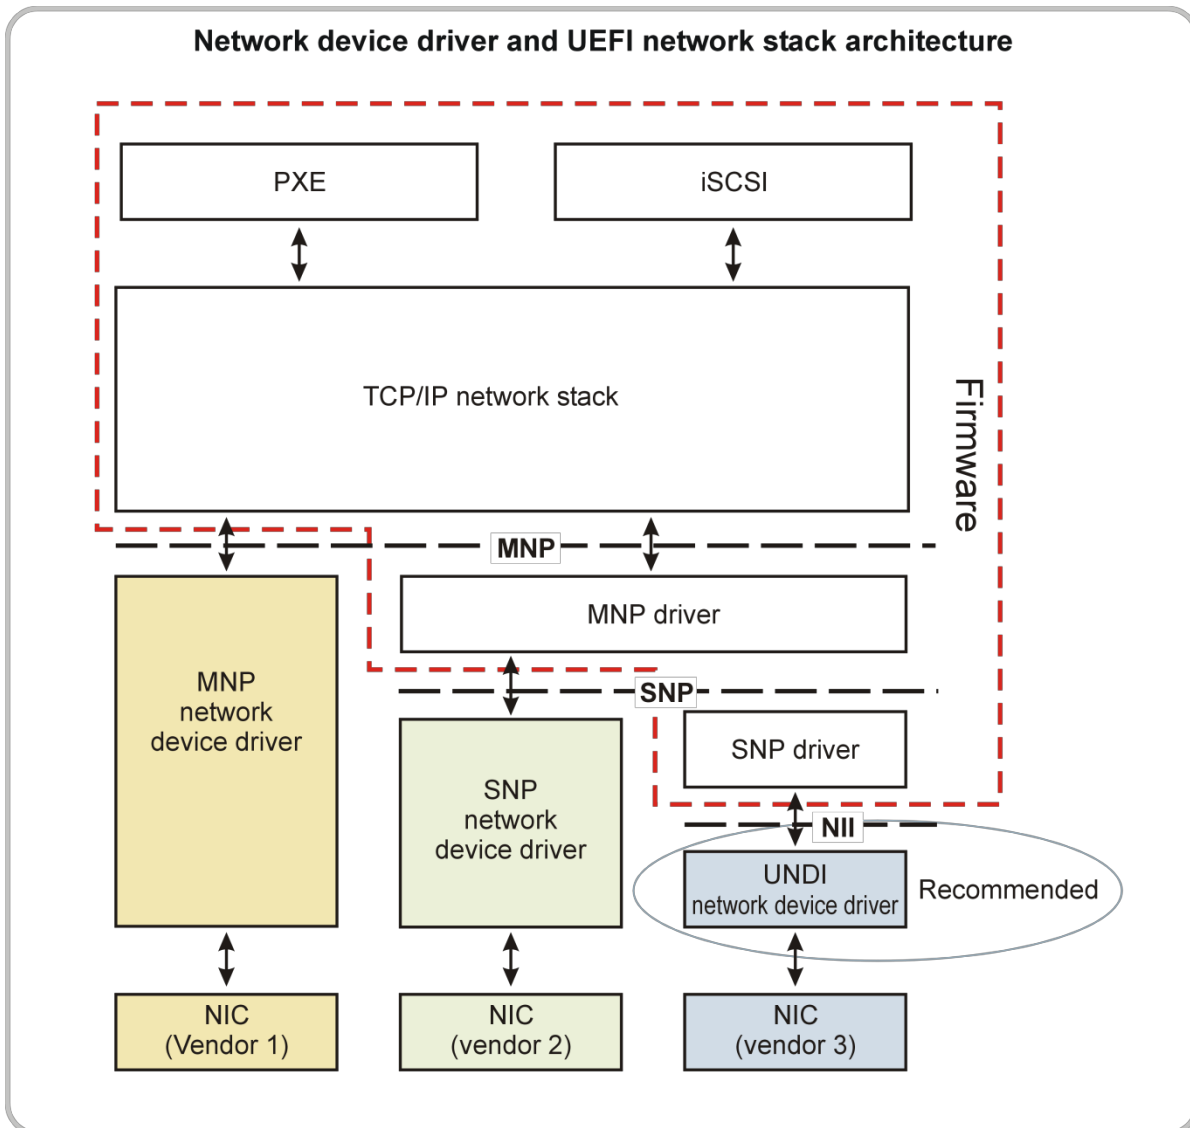 Network device driver and UEFI network stack architecture
PXE
iSCSI
TCP/IP network stack
Firmware
MNP
MNP driver
MNP
network
device driver
SNP
SNP driver
SNP
network
device driver
NII
UNDI
network device driver
Recommended
NIC
(Vendor 1)
NIC
(vendor 2)
NIC
(vendor 3)